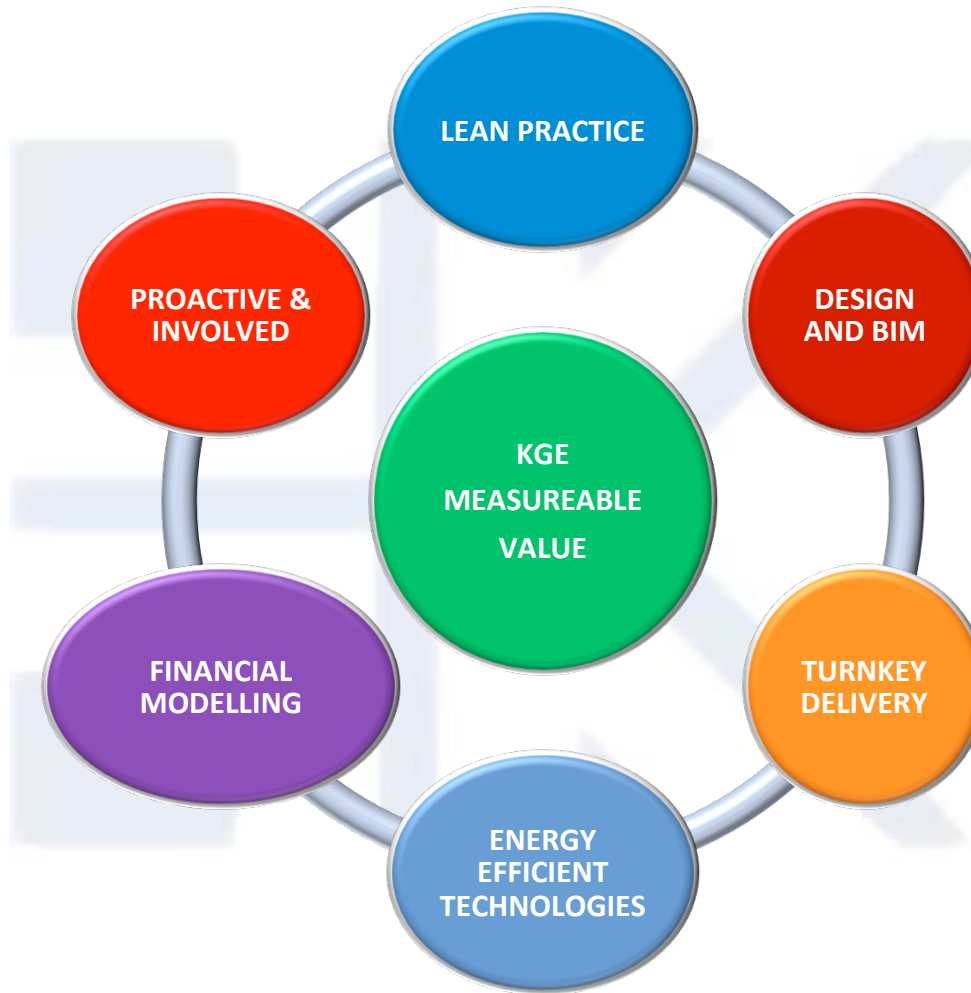 LEAN PRACTICE
PROACTIVE &
INVOLVED
DESIGN
AND BIM
KGE
MEASUREABLE
VALUE
FINANCIAL
MODELLING
TURNKEY
DELIVERY
ENERGY
EFFICIENT
TECHNOLOGIES